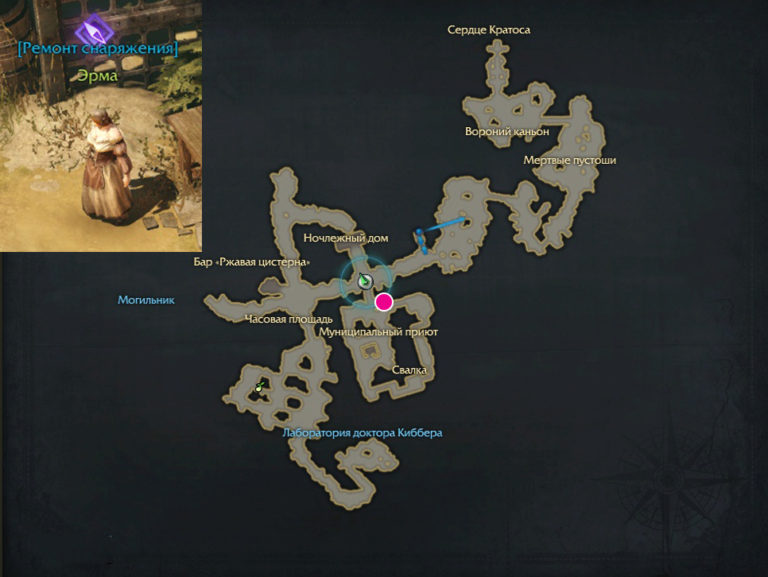 [Ремонт снаряжения]
Эрма
Сердце Кратоса
Вороний каньон
Мертвые пустоши
Ночлежный дом
Бар «Ржавая цистерна»
Могильник
Часовая площадь
Муниципальный приют
Свалка
Лаборатория доктора Киббера